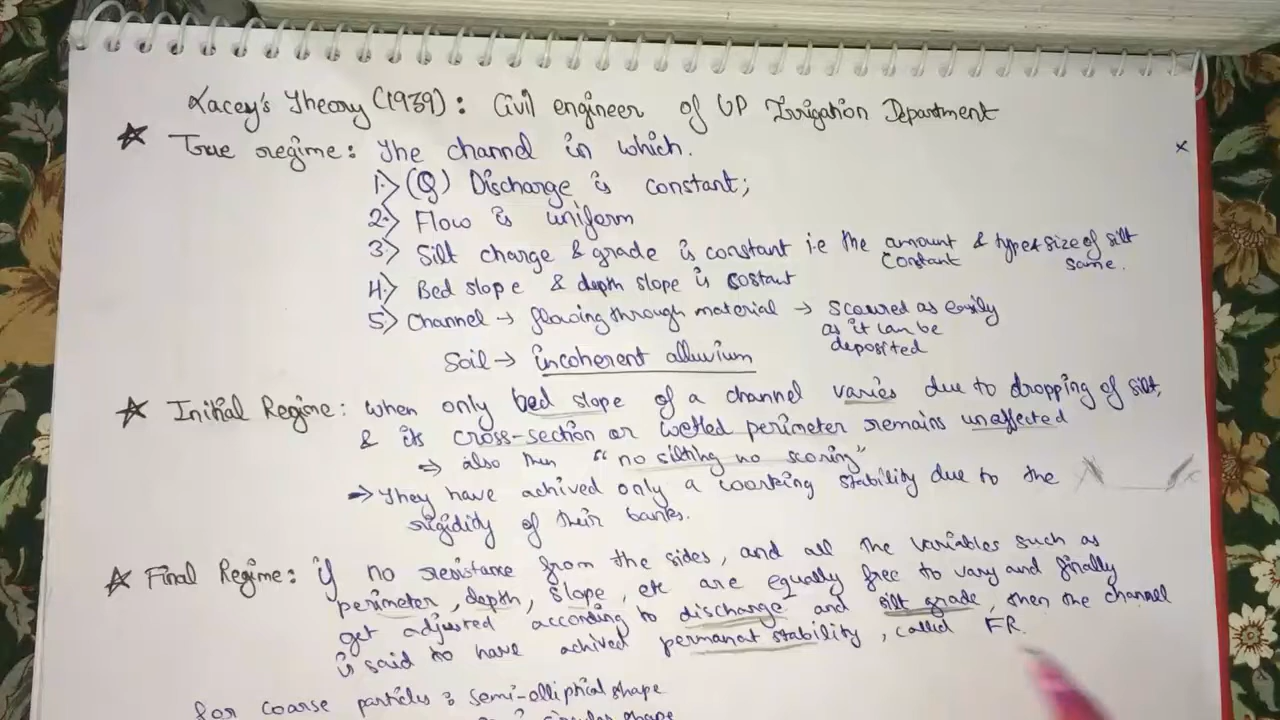 Lacey's Theory (1939): Civil engineer of UP Irrigation Department
☆ True regime: The channel in which.
x
1.> (Q) Discharge is constant;
2.> Flow is uniform
3.> Silt charge & grade is constant i.e the amount & type & size of silt
constant same.
4.> Bed slope & depth slope is costant
5.> Channel → flowing through material → scoured as easily
as it can be
deposited
Soil → incoherent alluvium
☆ Initial Regime: when only bed slope of a channel varies due to dropping of silt,
& its cross-section or wetted perimeter remains unaffected
⇒ also then "no silting no scoring"
→ They have achived only a working stability due to the
rigidity of their banks.
☆ Final Regime: if no resistance from the sides, and all the variables such as
perimeter, depth, slope, etc are equally free to vary and finally
get adjusted according to discharge and silt grade, then the channel
is said to have achived permanat stability, called FR.
for coarse particles: semi-olliptical shape
circular shape